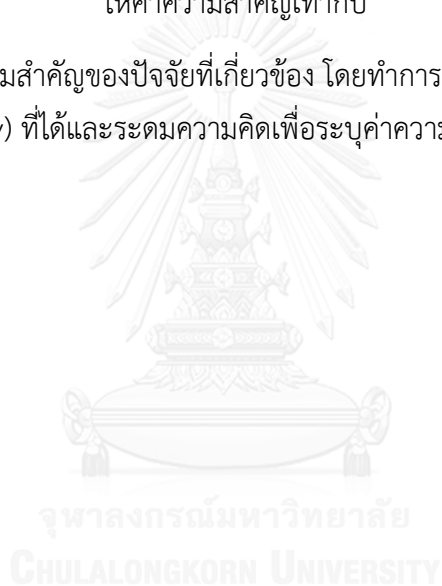 ให้ค่าความสำคัญเท่ากับ
มสำคัญของปัจจัยที่เกี่ยวข้อง โดยทำการ
) ที่ได้และระดมความคิดเพื่อระบุค่าความ
จุฬาลงกรณ์มหาวิทยาลัย
CHULALONGKORN UNIVERSITY